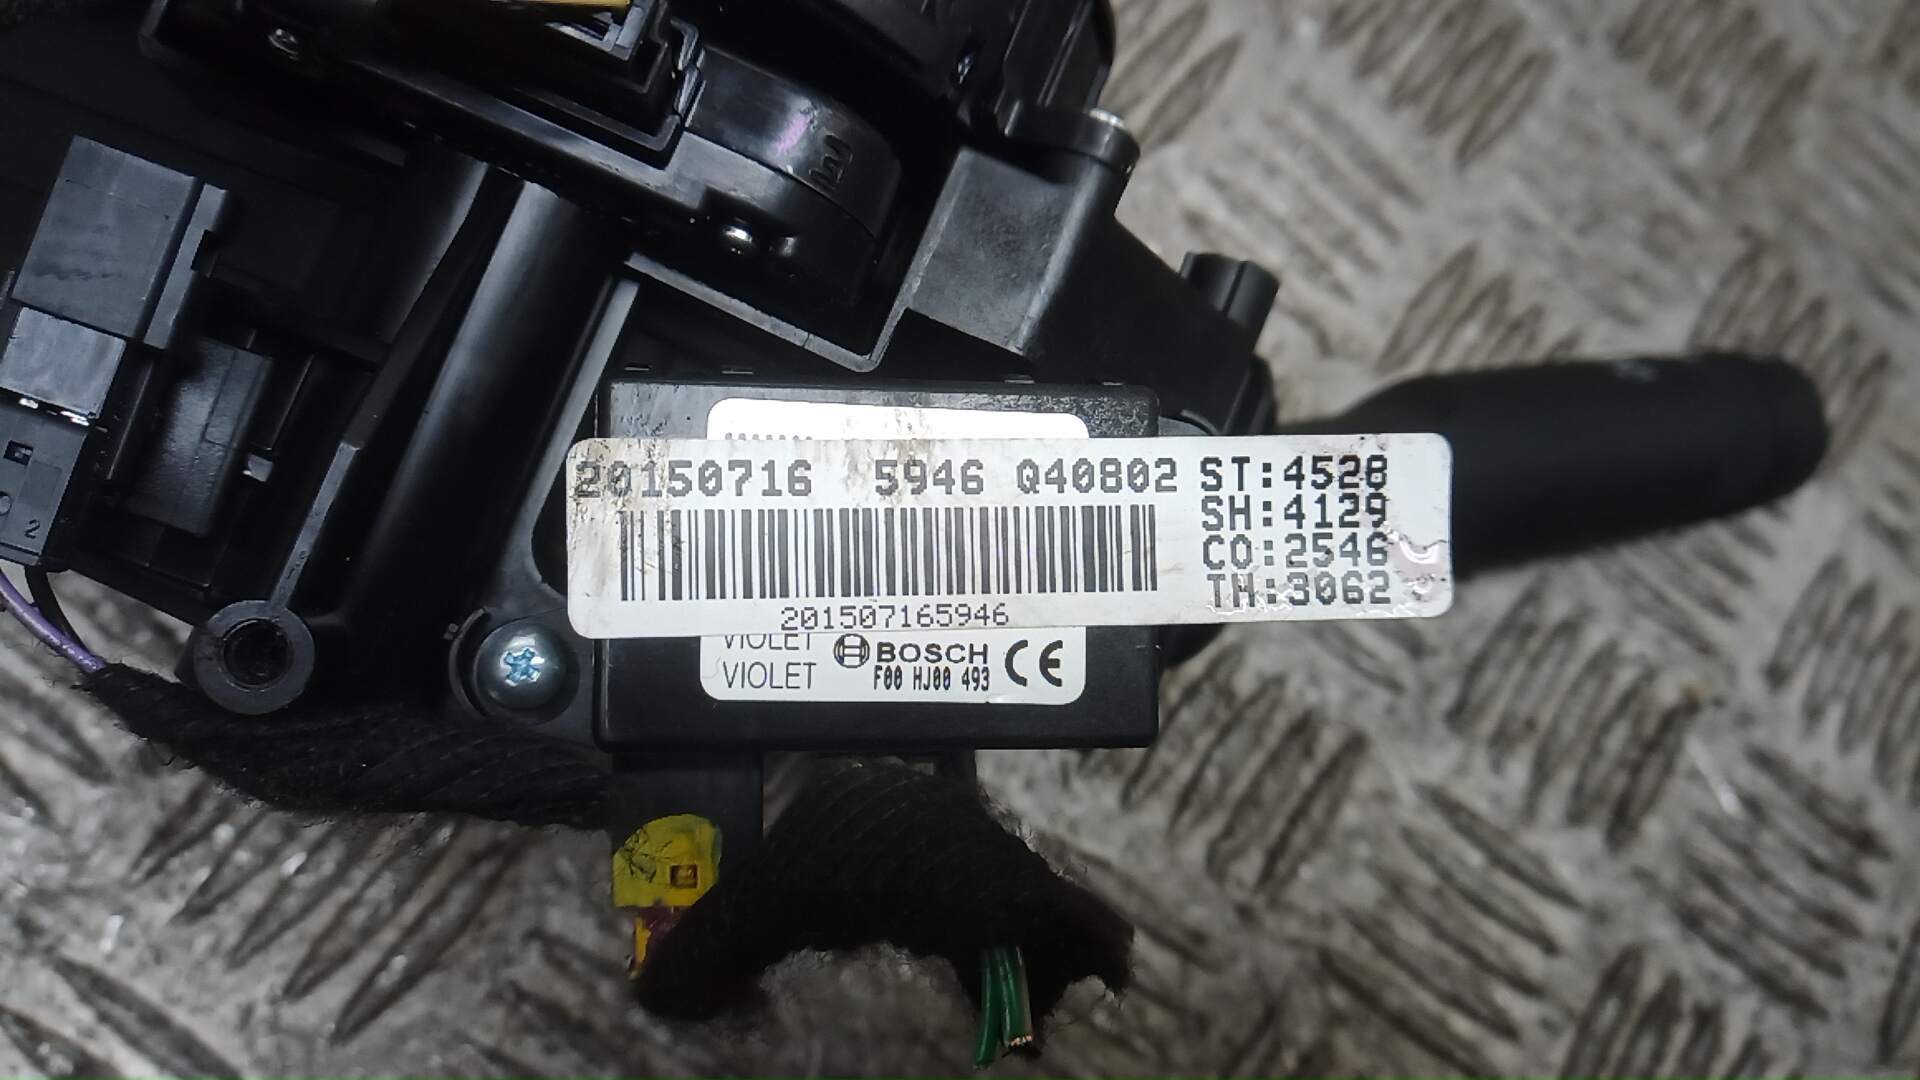 20150716 5946 Q40802
ST:4528
SH:4129
CO:2546
TH:3062
201507165946
VIOLET
BOSCH CE
VIOLET
F00 HJ00 493
2